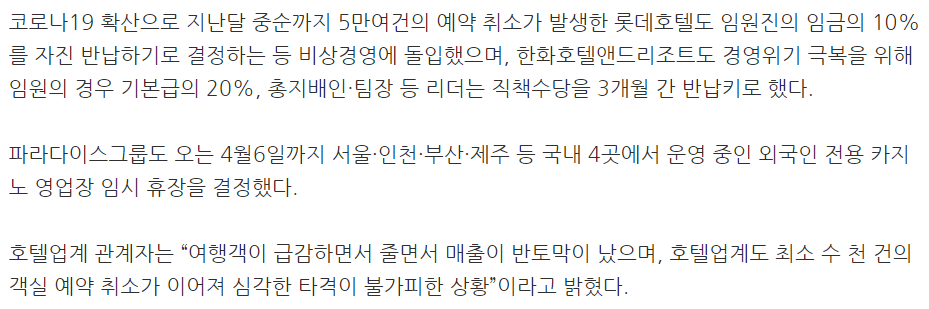 코로나19 확산으로 지난달 중순까지 5만여건의 예약 취소가 발생한 롯데호텔도 임원진의 임금의 10%
를 자진 반납하기로 결정하는 등 비상경영에 돌입했으며, 한화호텔앤드리조트도 경영위기 극복을 위해
임원의 경우 기본급의 20%, 총지배인·팀장 등 리더는 직책수당을 3개월 간 반납키로 했다.
파라다이스그룹도 오는 4월6일까지 서울·인천·부산·제주 등 국내 4곳에서 운영 중인 외국인 전용 카지
노 영업장 임시 휴장을 결정했다.
호텔업계 관계자는 “여행객이 급감하면서 줄면서 매출이 반토막이 났으며, 호텔업계도 최소 수 천 건의
객실 예약 취소가 이어져 심각한 타격이 불가피한 상황”이라고 밝혔다.